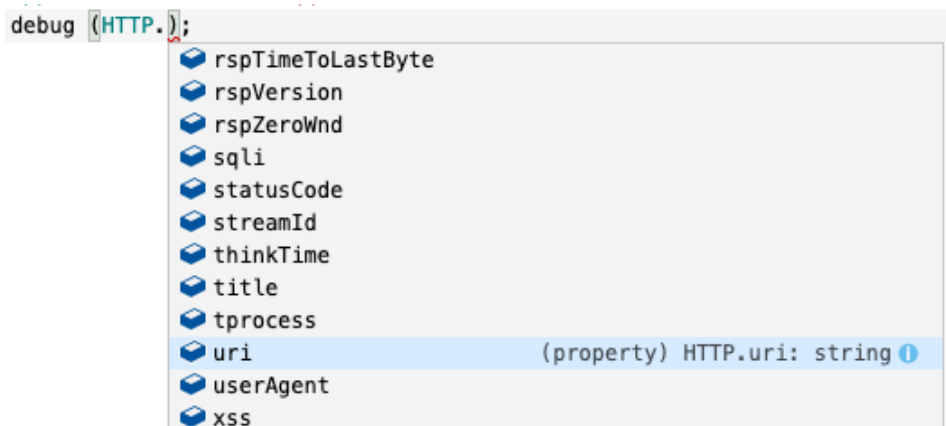 debug (HTTP.);
rspTimeToLastByte
rspVersion
rspZeroWnd
sqli
statusCode
streamId
thinkTime
title
tprocess
uri (property) HTTP.uri: string
userAgent
xss